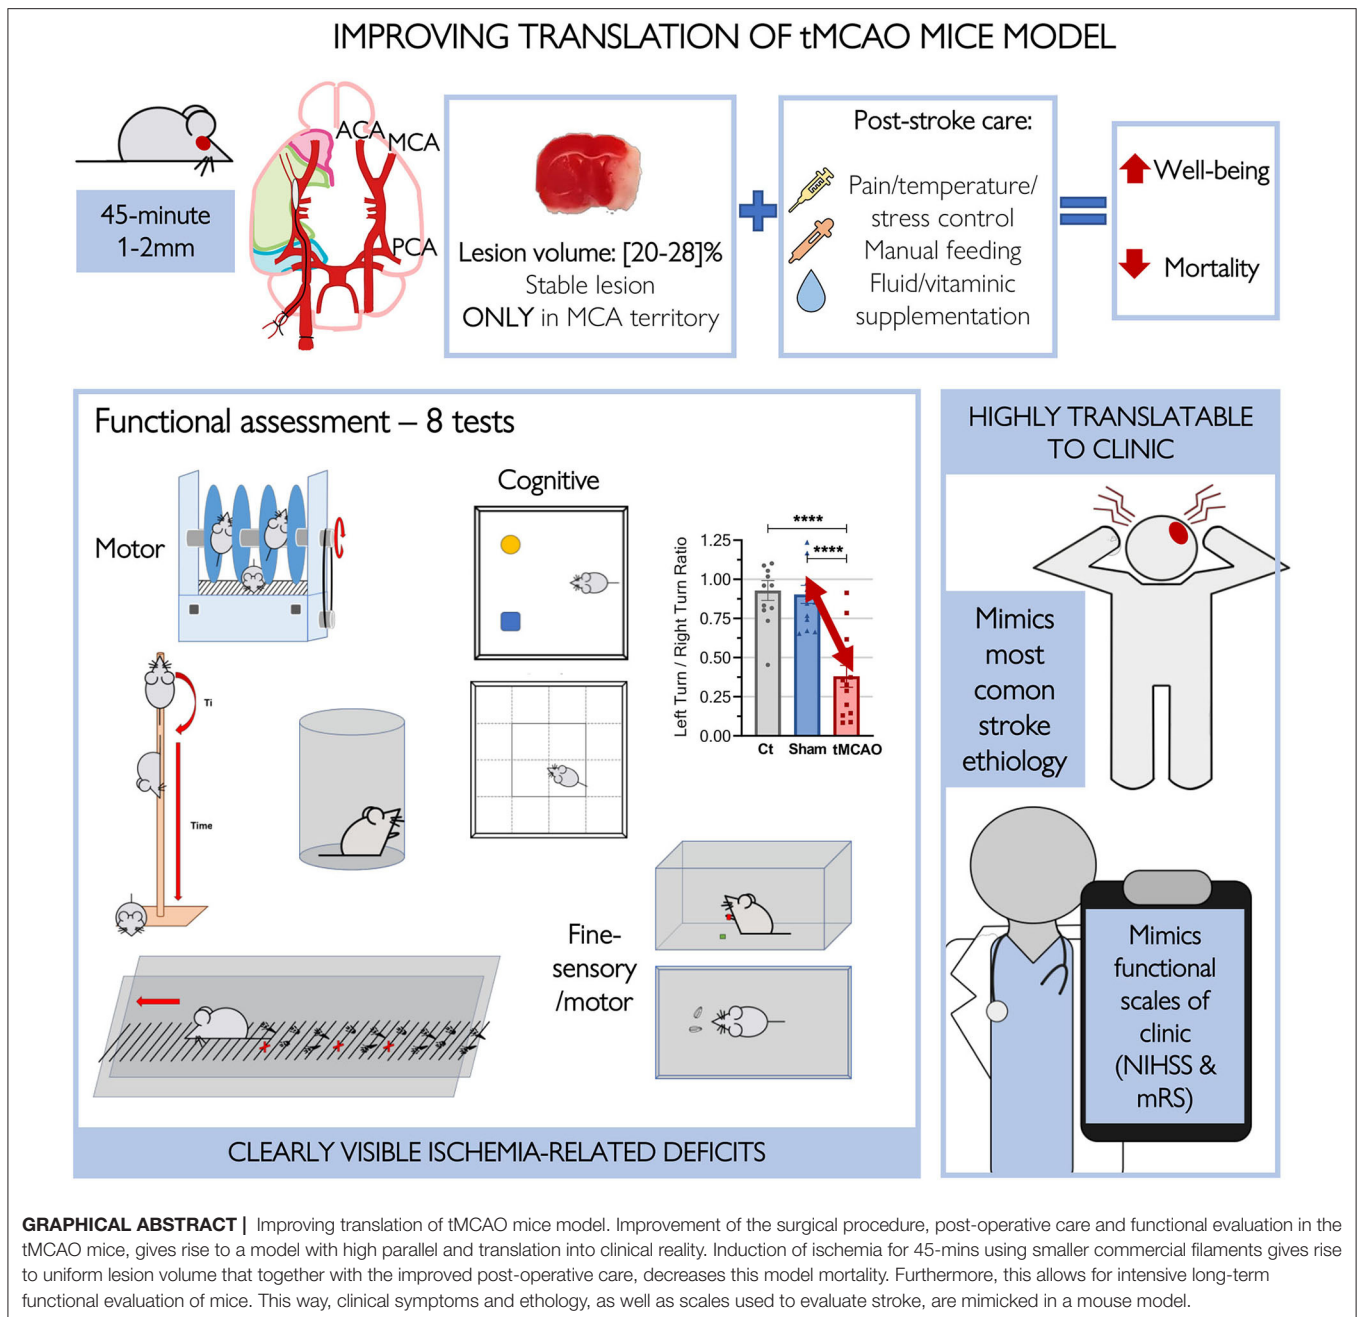 IMPROVING TRANSLATION OF tMCAO MICE MODEL
45-minute
1-2mm
ACA
MCA
PCA
Lesion volume: [20-28]%
Stable lesion
ONLY in MCA territory
Post-stroke care:
Pain/temperature/
stress control
Manual feeding
Fluid/vitaminic
supplementation
Well-being
Mortality
Functional assessment – 8 tests
Motor
Cognitive
Ti
Time
Fine-
sensory
/motor
****
****
Left Turn / Right Turn Ratio
1.25
1.00
0.75
0.50
0.25
0.00
Ct Sham tMCAO
CLEARLY VISIBLE ISCHEMIA-RELATED DEFICITS
HIGHLY TRANSLATABLE
TO CLINIC
Mimics
most
comon
stroke
ethiology
Mimics
functional
scales of
clinic
(NIHSS &
mRS)
GRAPHICAL ABSTRACT | Improving translation of tMCAO mice model. Improvement of the surgical procedure, post-operative care and functional evaluation in the
tMCAO mice, gives rise to a model with high parallel and translation into clinical reality. Induction of ischemia for 45-mins using smaller commercial filaments gives rise
to uniform lesion volume that together with the improved post-operative care, decreases this model mortality. Furthermore, this allows for intensive long-term
functional evaluation of mice. This way, clinical symptoms and ethology, as well as scales used to evaluate stroke, are mimicked in a mouse model.